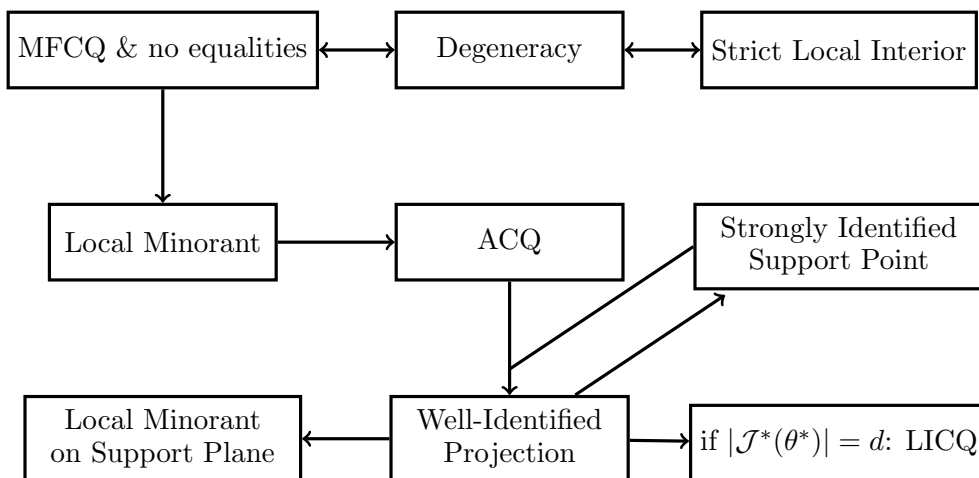 MFCQ & no equalities
Degeneracy
Strict Local Interior
Local Minorant
ACQ
Strongly Identified
Support Point
Local Minorant
on Support Plane
Well-Identified
Projection
if |𝒥*(θ*)| = d: LICQ